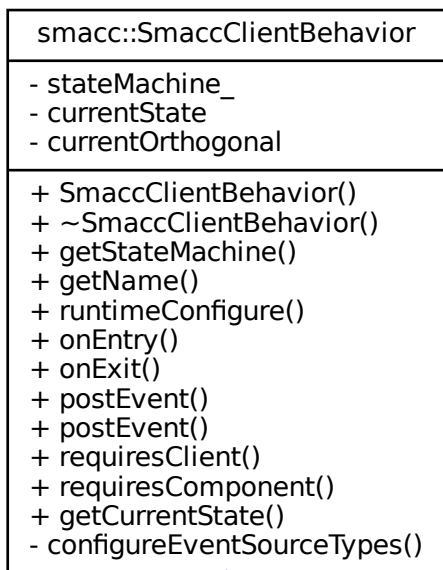 smacc::SmaccClientBehavior
- stateMachine_
- currentState
- currentOrthogonal
+ SmaccClientBehavior()
+ ~SmaccClientBehavior()
+ getStateMachine()
+ getName()
+ runtimeConfigure()
+ onEntry()
+ onExit()
+ postEvent()
+ postEvent()
+ requiresClient()
+ requiresComponent()
+ getCurrentState()
- configureEventSourceTypes()